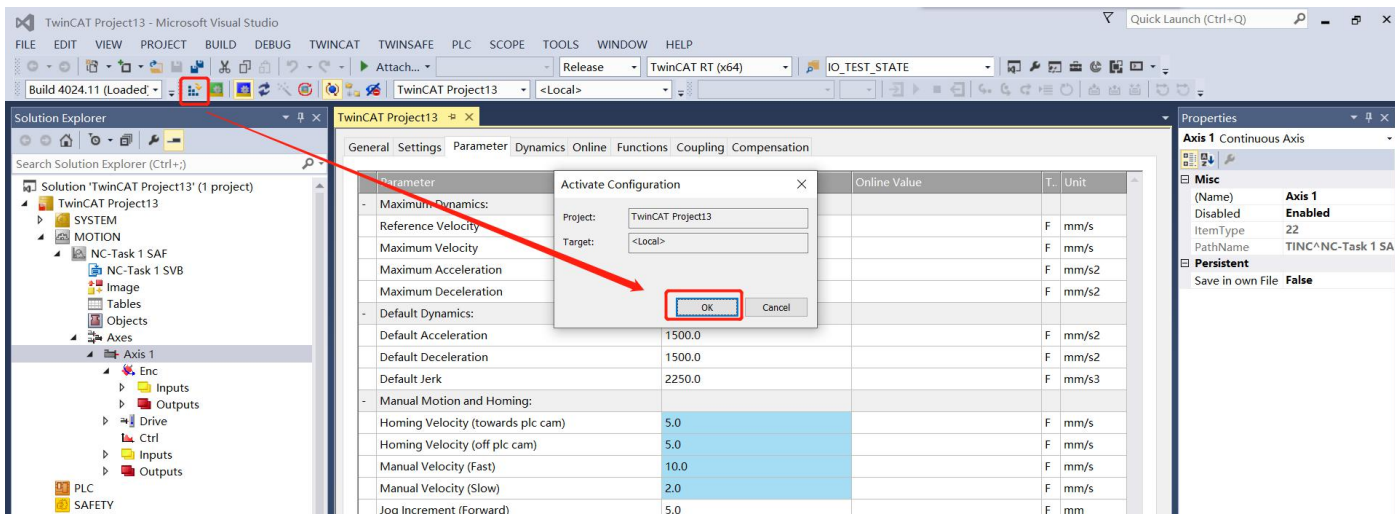 TwinCAT Project13 - Microsoft Visual Studio
Quick Launch (Ctrl+Q)
FILE EDIT VIEW PROJECT BUILD DEBUG TWINCAT TWINSAFE PLC SCOPE TOOLS WINDOW HELP
Attach... Release TwinCAT RT (x64) IO_TEST_STATE
Build 4024.11 (Loaded) TwinCAT Project13 <Local>
Solution Explorer
Search Solution Explorer (Ctrl+;)
Solution 'TwinCAT Project13' (1 project)
TwinCAT Project13
SYSTEM
MOTION
NC-Task 1 SAF
NC-Task 1 SVB
Image
Tables
Objects
Axes
Axis 1
Enc
Inputs
Outputs
Drive
Ctrl
Inputs
Outputs
PLC
SAFETY
TwinCAT Project13
General Settings Parameter Dynamics Online Functions Coupling Compensation
Parameter Online Value T.. Unit
- Maximum Dynamics:
Reference Velocity F mm/s
Maximum Velocity F mm/s
Maximum Acceleration F mm/s2
Maximum Deceleration F mm/s2
- Default Dynamics:
Default Acceleration 1500.0 F mm/s2
Default Deceleration 1500.0 F mm/s2
Default Jerk 2250.0 F mm/s3
- Manual Motion and Homing:
Homing Velocity (towards plc cam) 5.0 F mm/s
Homing Velocity (off plc cam) 5.0 F mm/s
Manual Velocity (Fast) 10.0 F mm/s
Manual Velocity (Slow) 2.0 F mm/s
Jog Increment (Forward) 5.0 F mm
Activate Configuration
Project: TwinCAT Project13
Target: <Local>
OK Cancel
Properties
Axis 1 Continuous Axis
Misc
(Name) Axis 1
Disabled Enabled
ItemType 22
PathName TINC^NC-Task 1 SA
Persistent
Save in own File False